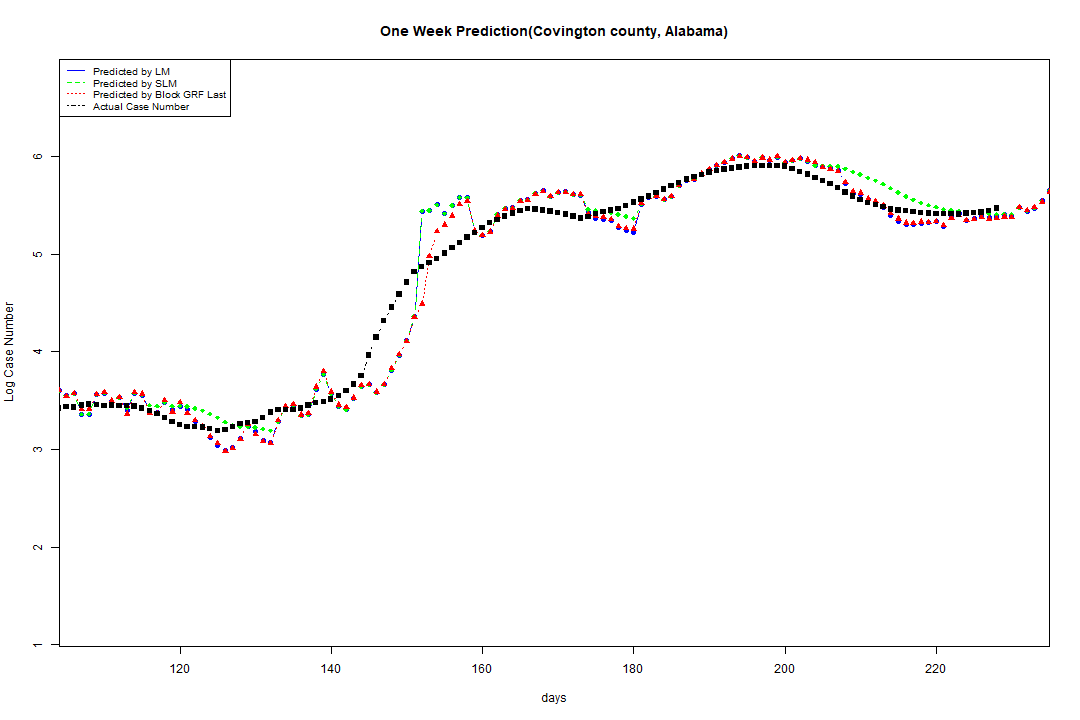 One Week Prediction(Covington county, Alabama)
Predicted by LM
Predicted by SLM
Predicted by Block GRF Last
Actual Case Number
6
5
4
3
2
1
Log Case Number
120 140 160 180 200 220
days